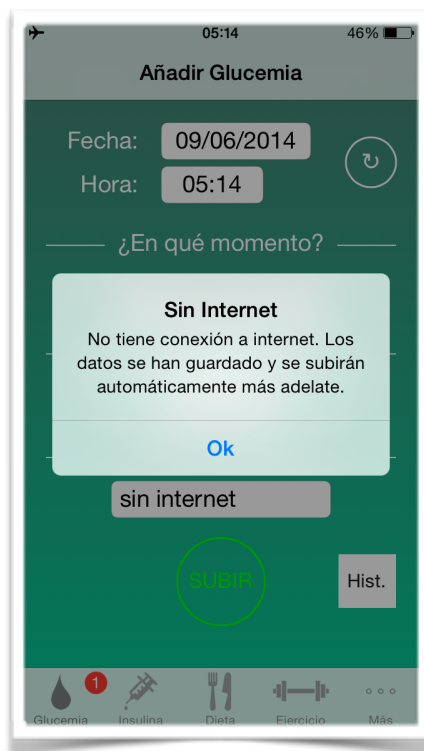 05:14 46%
Añadir Glucemia
Fecha: 09/06/2014
Hora: 05:14
¿En qué momento?
Sin Internet
No tiene conexión a internet. Los
datos se han guardado y se subirán
automáticamente más adelate.
Ok
sin internet
SUBIR Hist.
1
Glucemia Insulina Dieta Ejercicio Más